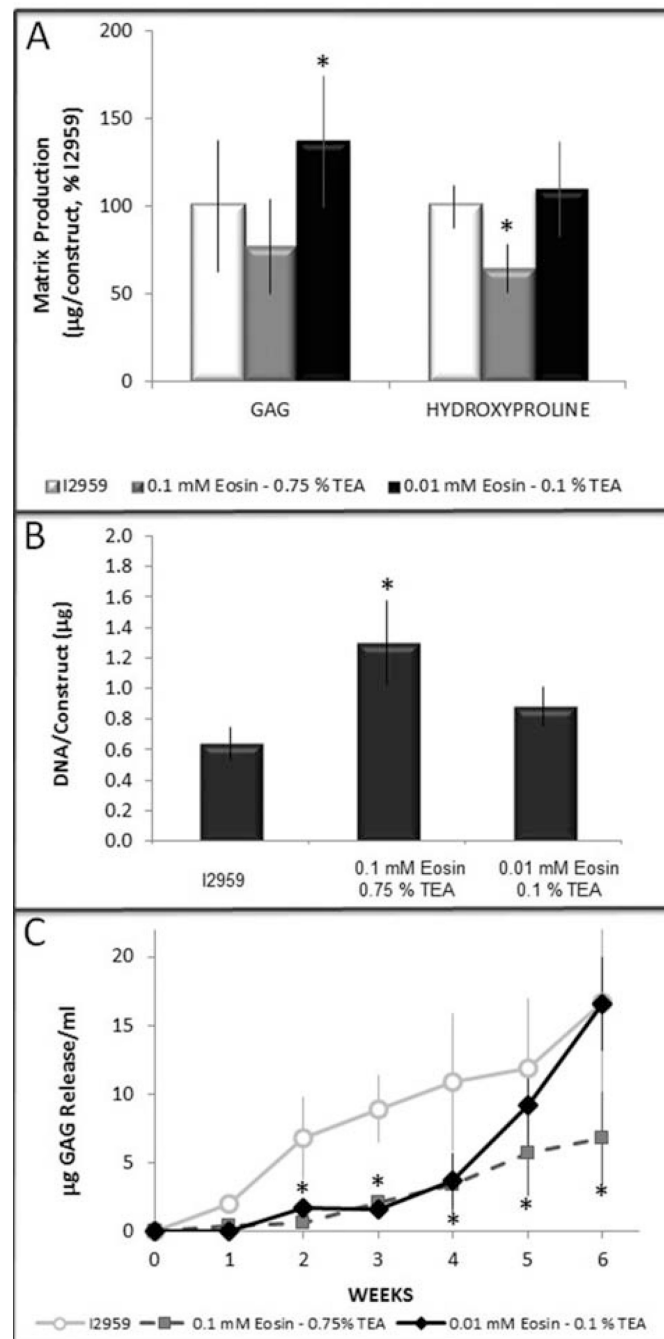 A
Matrix Production
(µg/construct, % I2959)
200
150
100
50
0
*
*
GAG
HYDROXYPROLINE
I2959
0.1 mM Eosin - 0.75 % TEA
0.01 mM Eosin - 0.1 % TEA
B
DNA/Construct (µg)
2.0
1.8
1.6
1.4
1.2
1.0
0.8
0.6
0.4
0.2
0.0
*
I2959
0.1 mM Eosin
0.75 % TEA
0.01 mM Eosin
0.1 % TEA
C
µg GAG Release/ml
20
15
10
5
0
*
*
*
*
*
0
1
2
3
4
5
6
WEEKS
I2959
0.1 mM Eosin - 0.75% TEA
0.01 mM Eosin - 0.1 % TEA